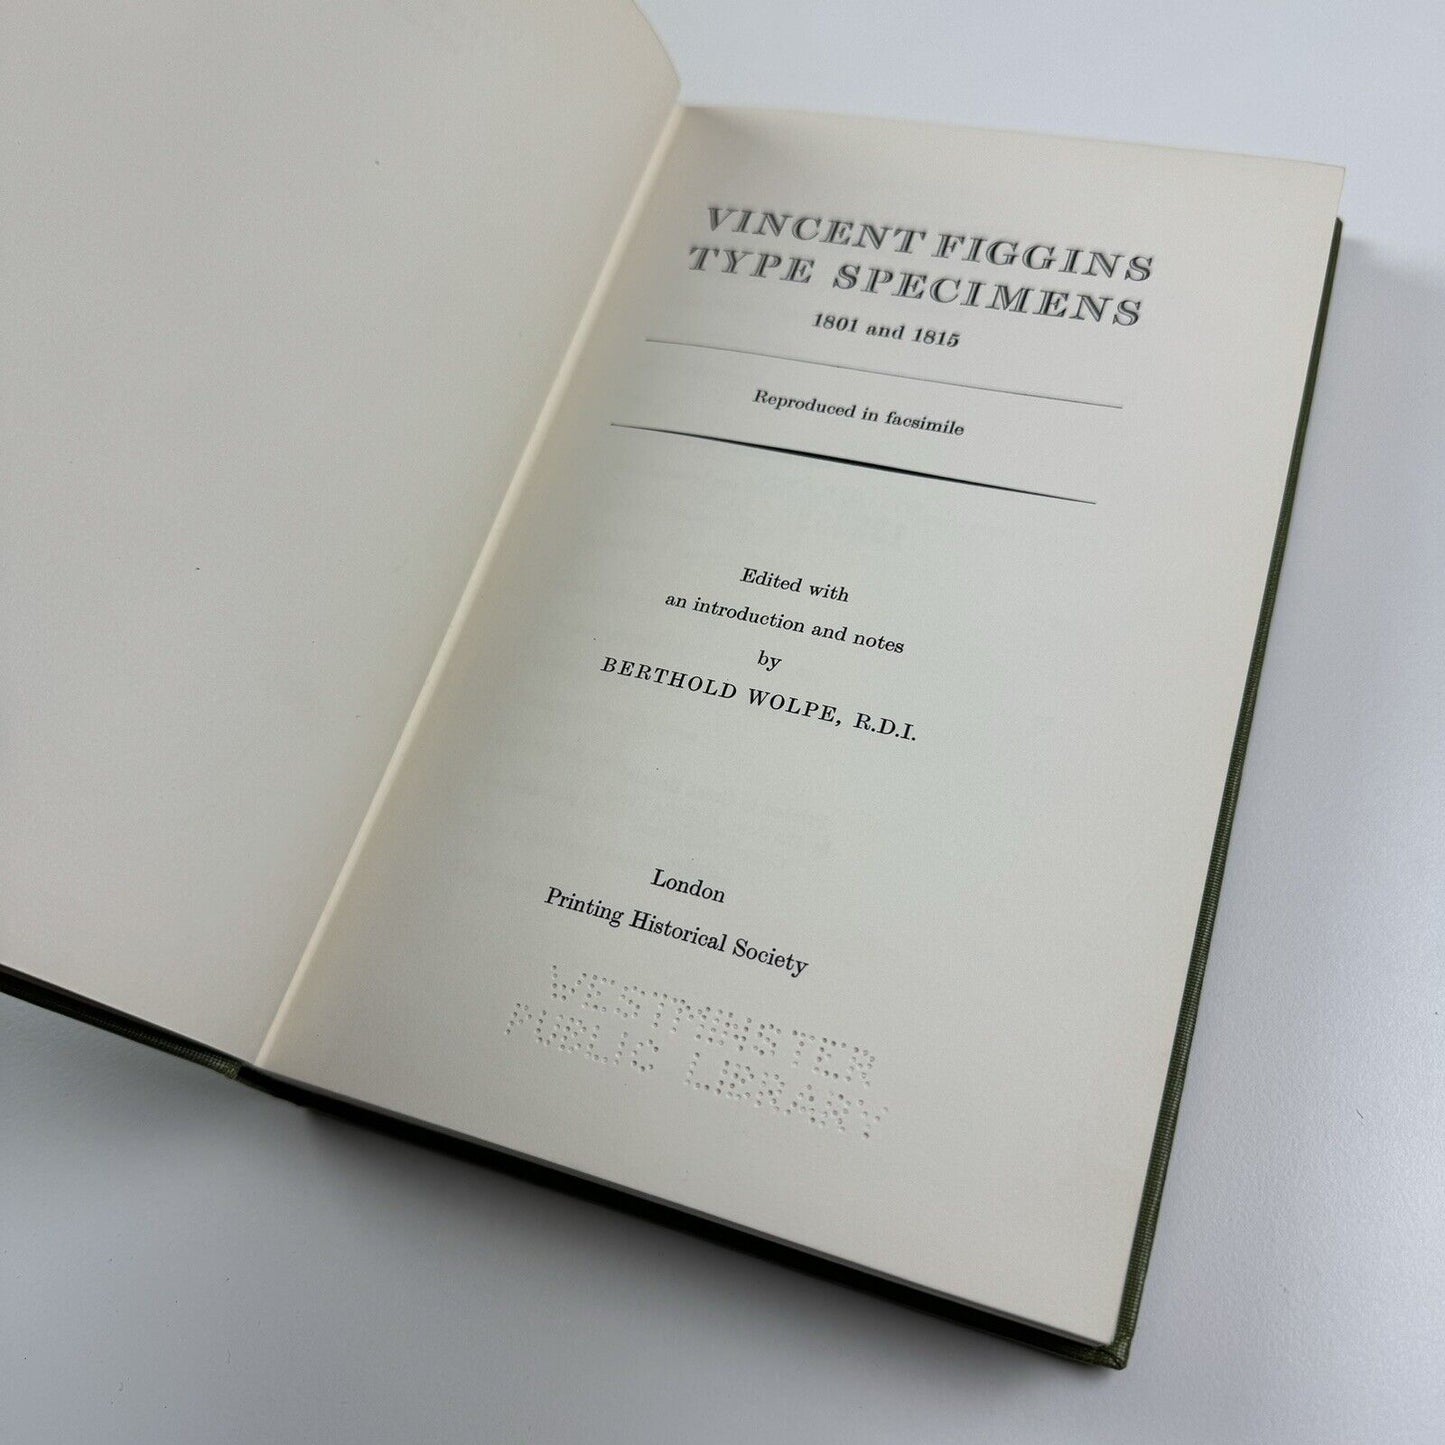 VINCENT FIGGINS
TYPE SPECIMENS
1801 and 1815
Reproduced in facsimile
Edited with
an introduction and notes
by
BERTHOLD WOLPE, R.D.I.
London
Printing Historical Society
WESTMINSTER
PUBLIC LIBRARY